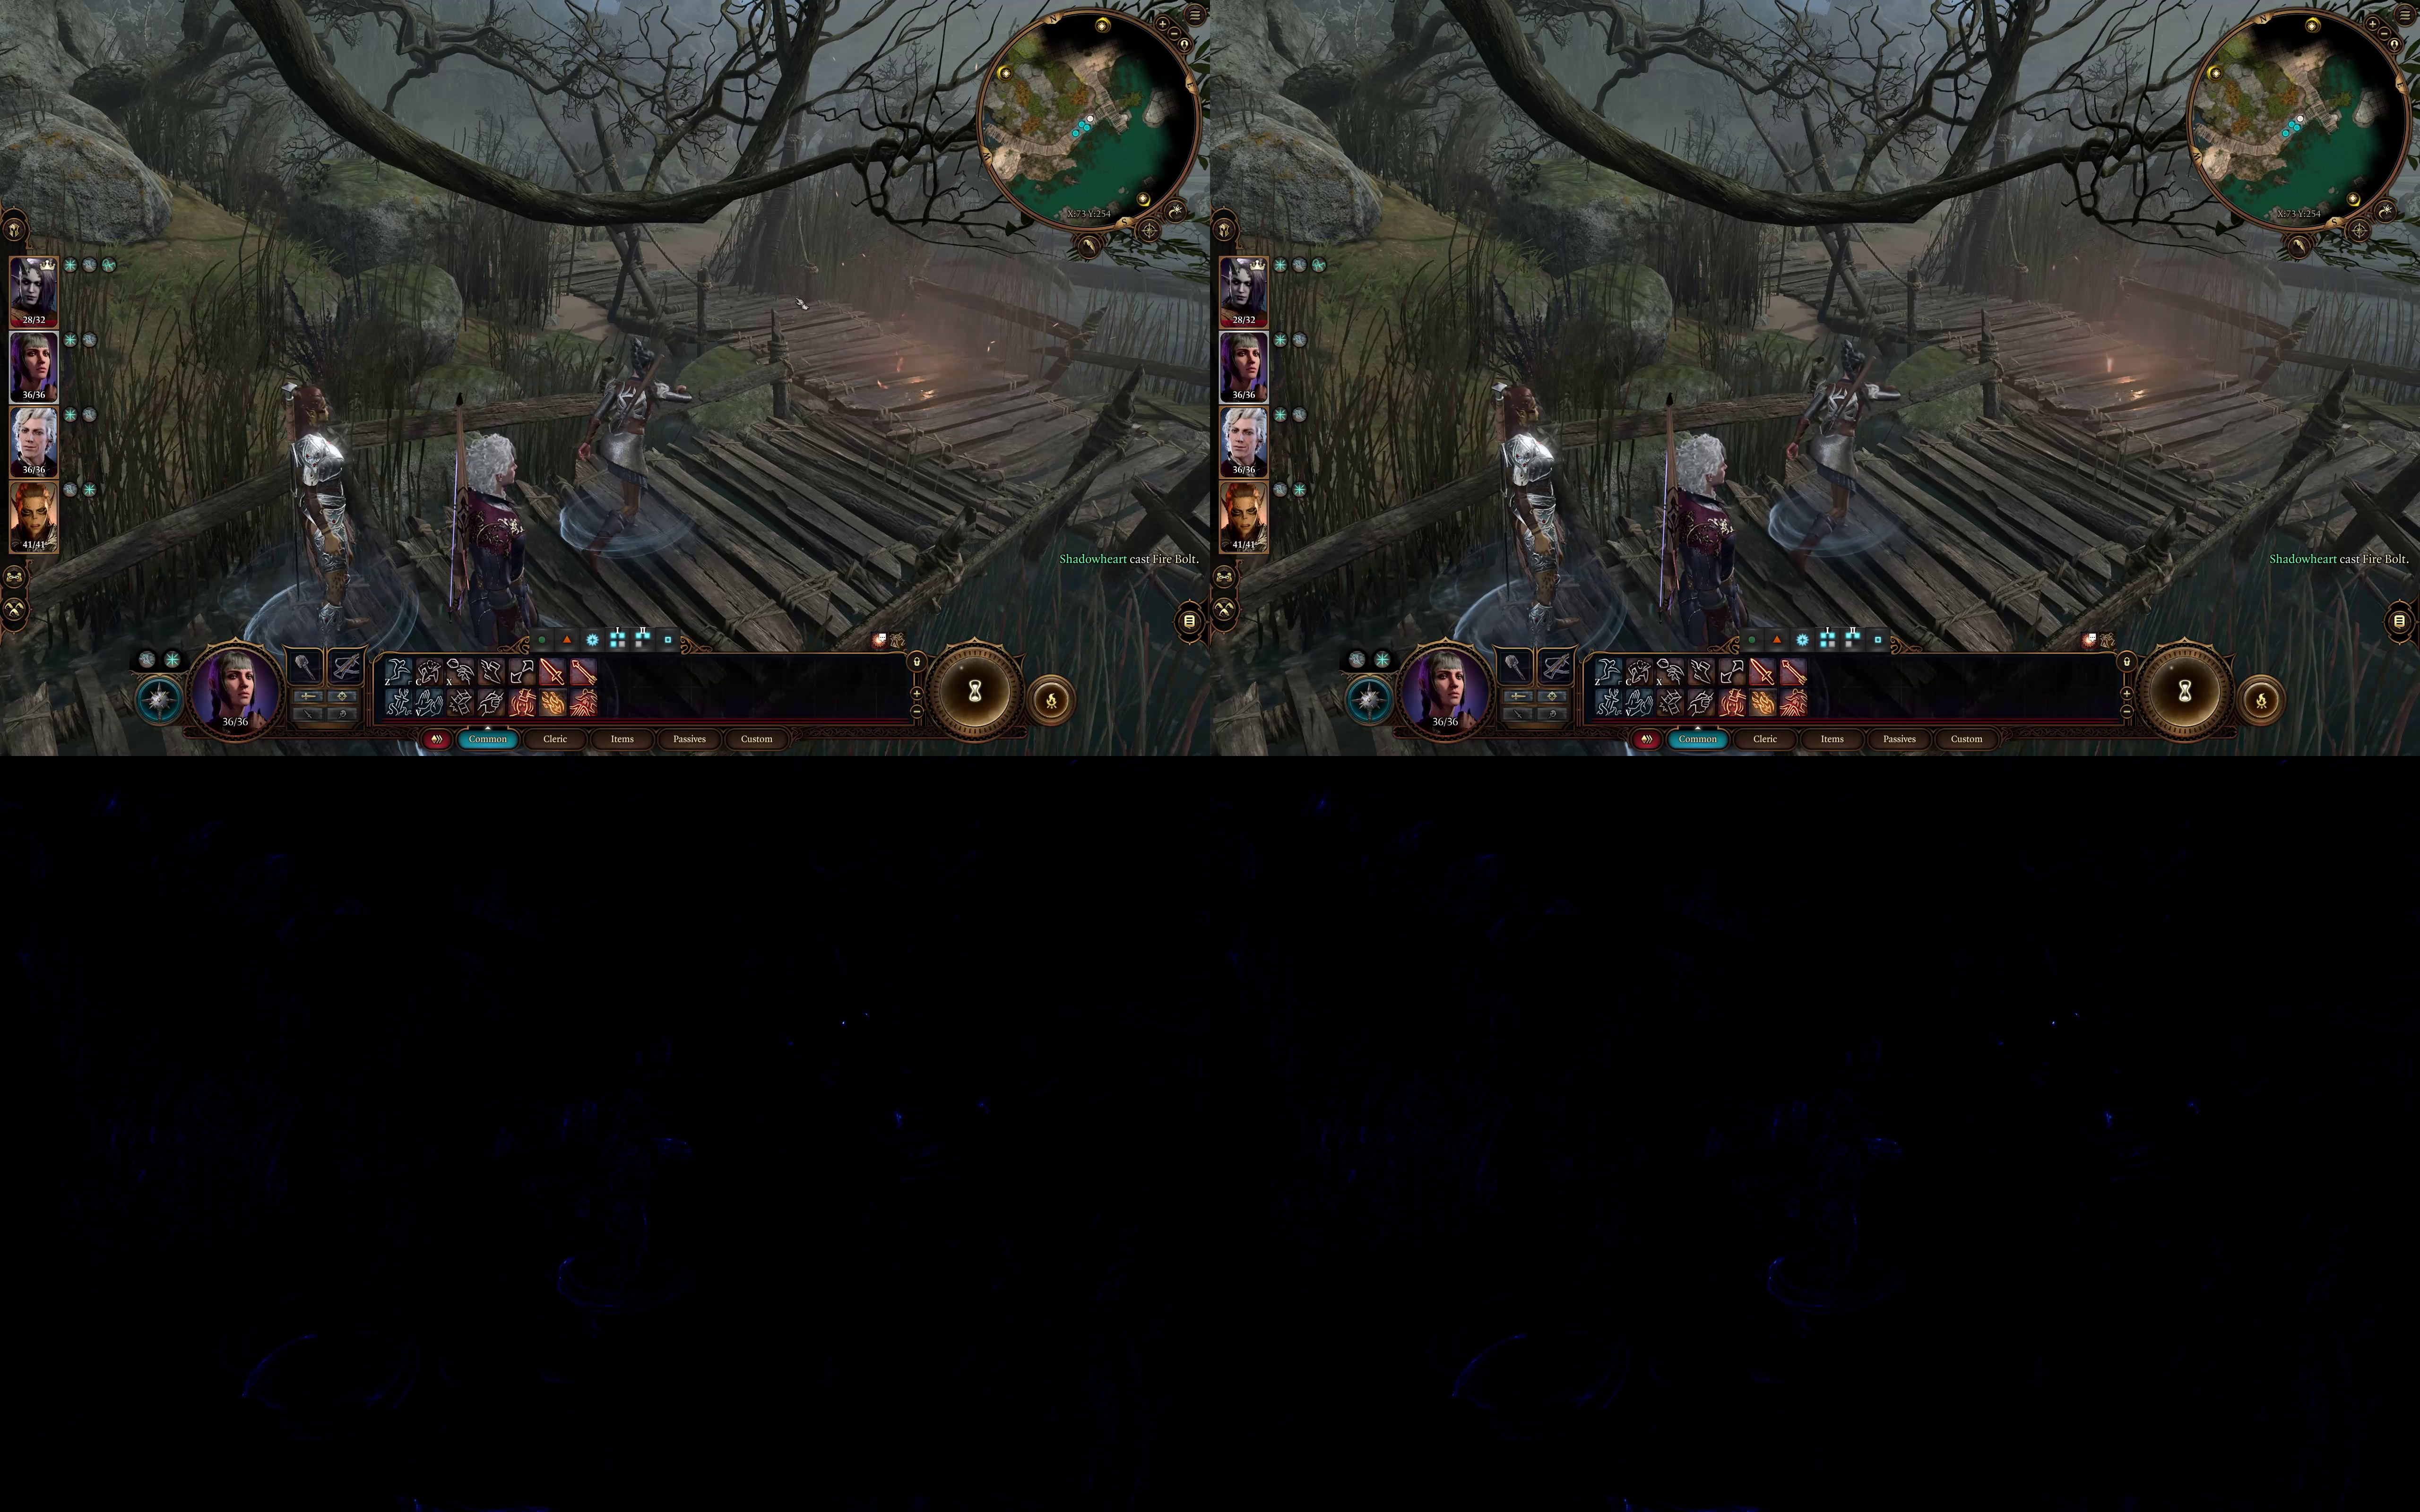 X:73 Y:254
X:73 Y:254
28/32
28/32
36/36
36/36
36/36
36/36
41/41
41/41
Shadowheart cast Fire Bolt.
Shadowheart cast Fire Bolt.
I II
I II
Z C X
Z C X
V
V
36/36
36/36
Common Cleric Items Passives Custom
Common Cleric Items Passives Custom